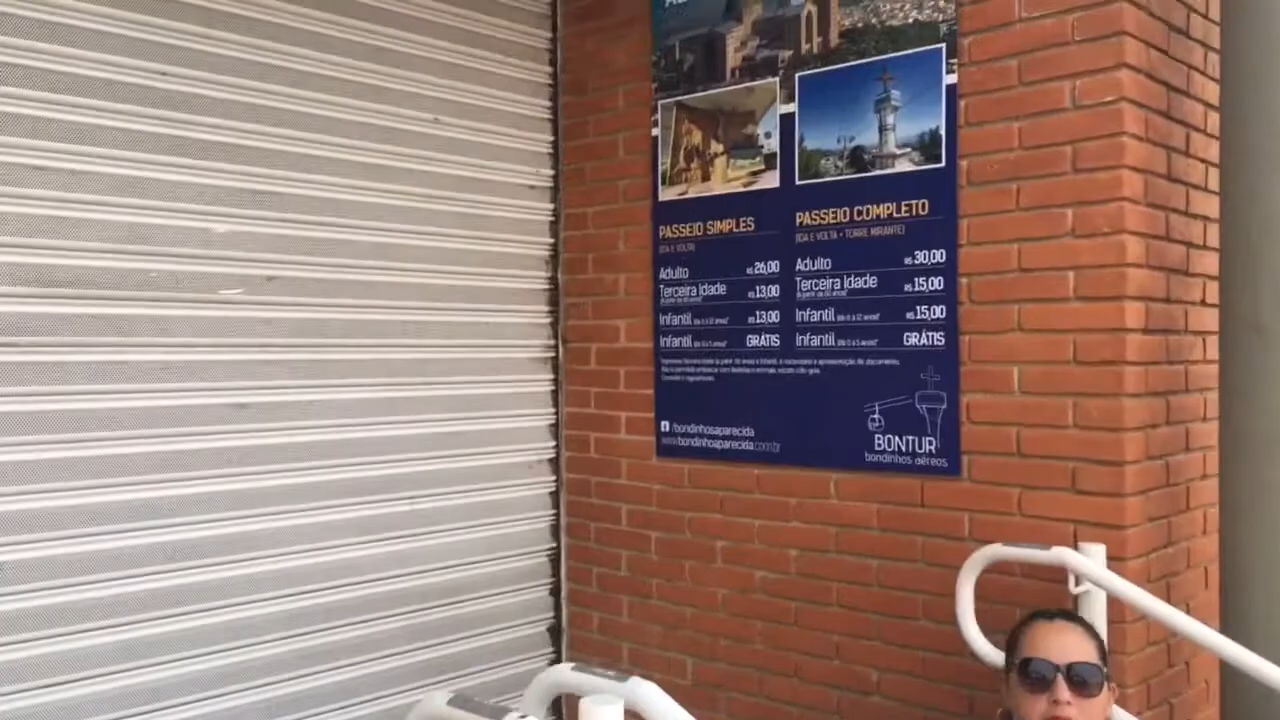 PASSEIO SIMPLES
(IDA E VOLTA)
Adulto R$ 26,00
Terceira Idade R$ 13,00
Infantil R$ 13,00
Infantil GRÁTIS
PASSEIO COMPLETO
(IDA E VOLTA + TORRE MIRANTE)
Adulto R$ 30,00
Terceira Idade R$ 15,00
Infantil R$ 15,00
Infantil GRÁTIS
/bondinhosaparecida
www.bondinhoaparecida.com.br
BONTUR
bondinhos aéreos